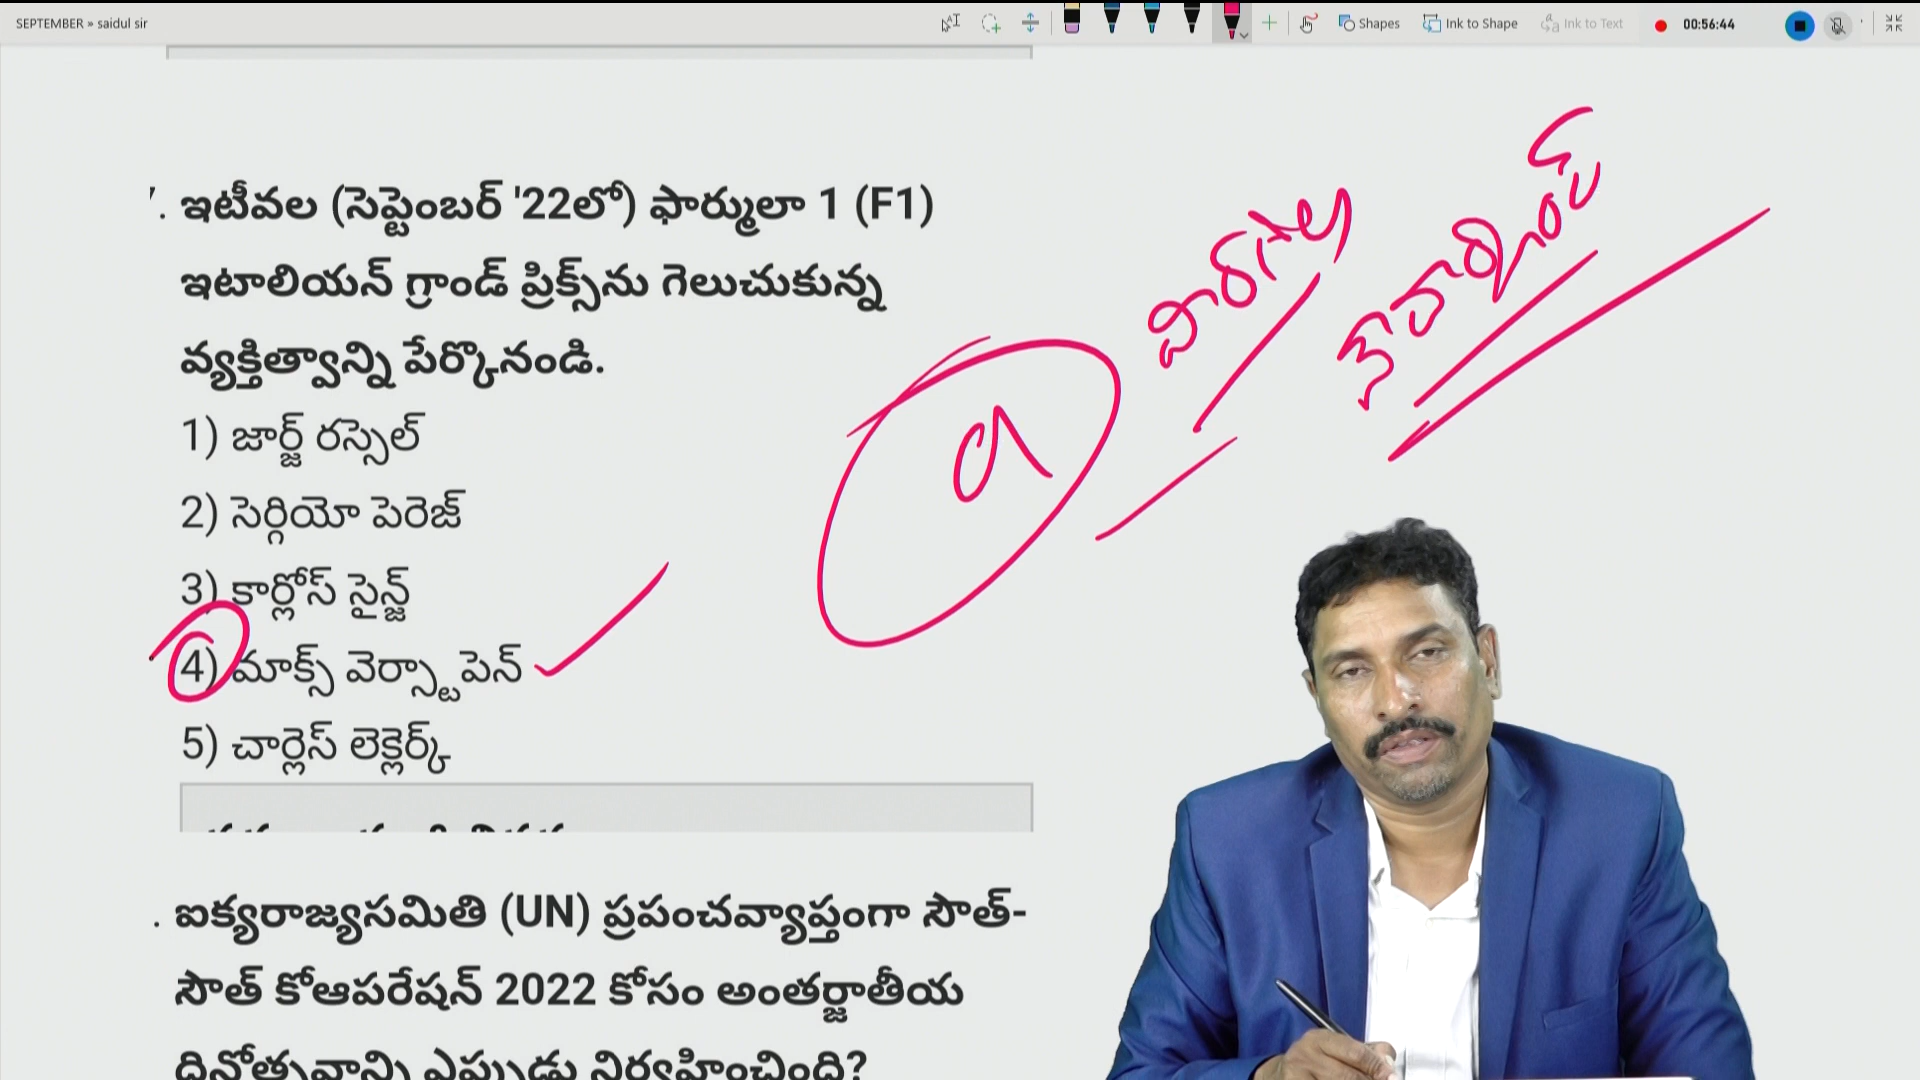 SEPTEMBER » saidul sir
Shapes
Ink to Shape
Ink to Text
00:56:44
7. ఇటీవల (సెప్టెంబర్ '22లో) ఫార్ములా 1 (F1)
ఇటాలియన్ గ్రాండ్ ప్రిక్స్‌ను గెలుచుకున్న
వ్యక్తిత్వాన్ని పేర్కొనండి.
1) జార్జ్ రస్సెల్
2) సెర్గియో పెరెజ్
3) కార్లోస్ సైన్జ్
4) మాక్స్ వెర్స్టాపెన్
5) చార్లెస్ లెక్లెర్క్
. ఐక్యరాజ్యసమితి (UN) ప్రపంచవ్యాప్తంగా సౌత్-
సౌత్ కోఆపరేషన్ 2022 కోసం అంతర్జాతీయ
దినోత్సవాన్ని ఎప్పుడు నిర్వహించింది?